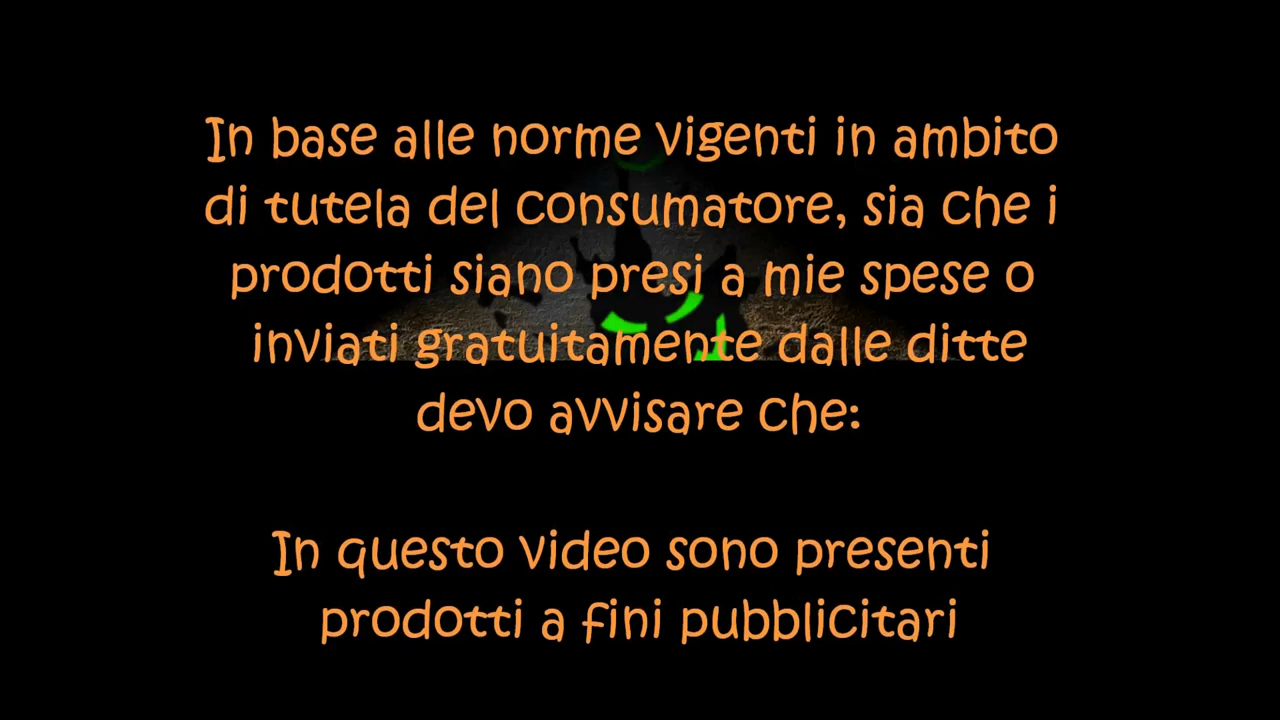 In base alle norme vigenti in ambito
di tutela del consumatore, sia che i
prodotti siano presi a mie spese o
inviati gratuitamente dalle ditte
devo avvisare che:
In questo video sono presenti
prodotti a fini pubblicitari